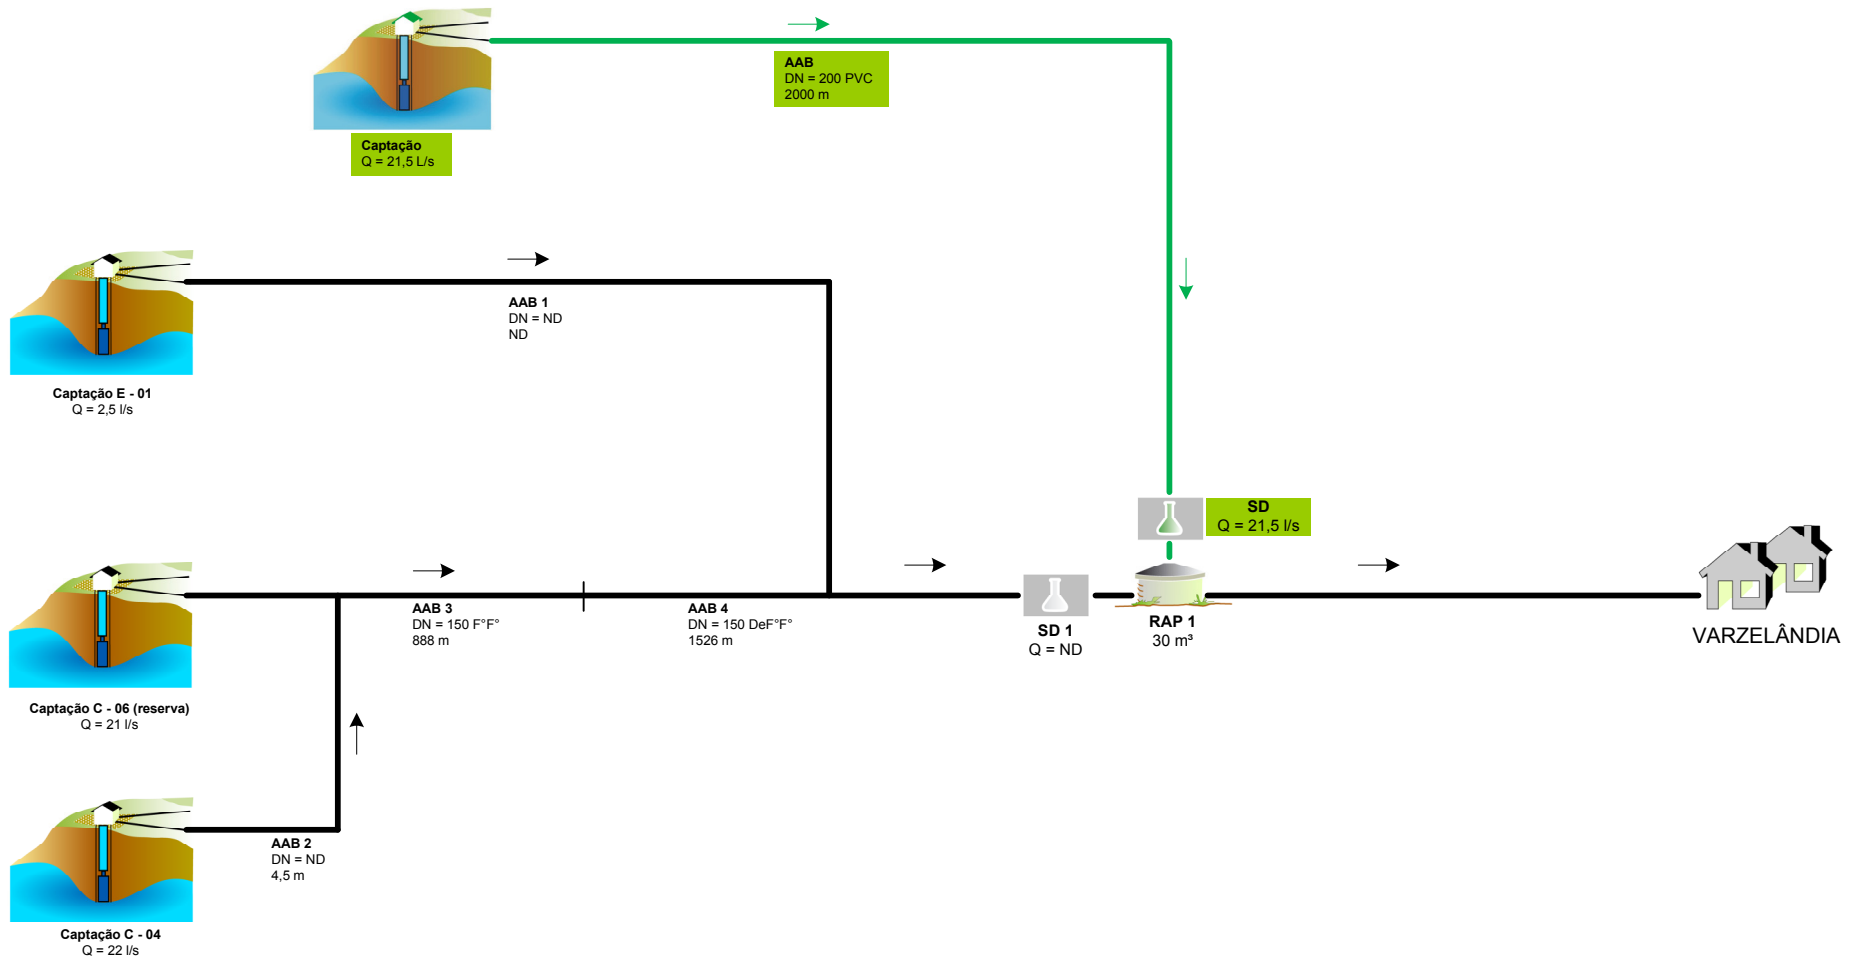 AAB
DN = 200 PVC
2000 m
Captação
Q = 21,5 L/s
AAB 1
DN = ND
ND
Captação E - 01
Q = 2,5 l/s
SD
Q = 21,5 l/s
AAB 3
DN = 150 F°F°
888 m
AAB 4
DN = 150 DeF°F°
1526 m
SD 1
Q = ND
RAP 1
30 m³
VARZELÂNDIA
Captação C - 06 (reserva)
Q = 21 l/s
AAB 2
DN = ND
4,5 m
Captação C - 04
Q = 22 l/s